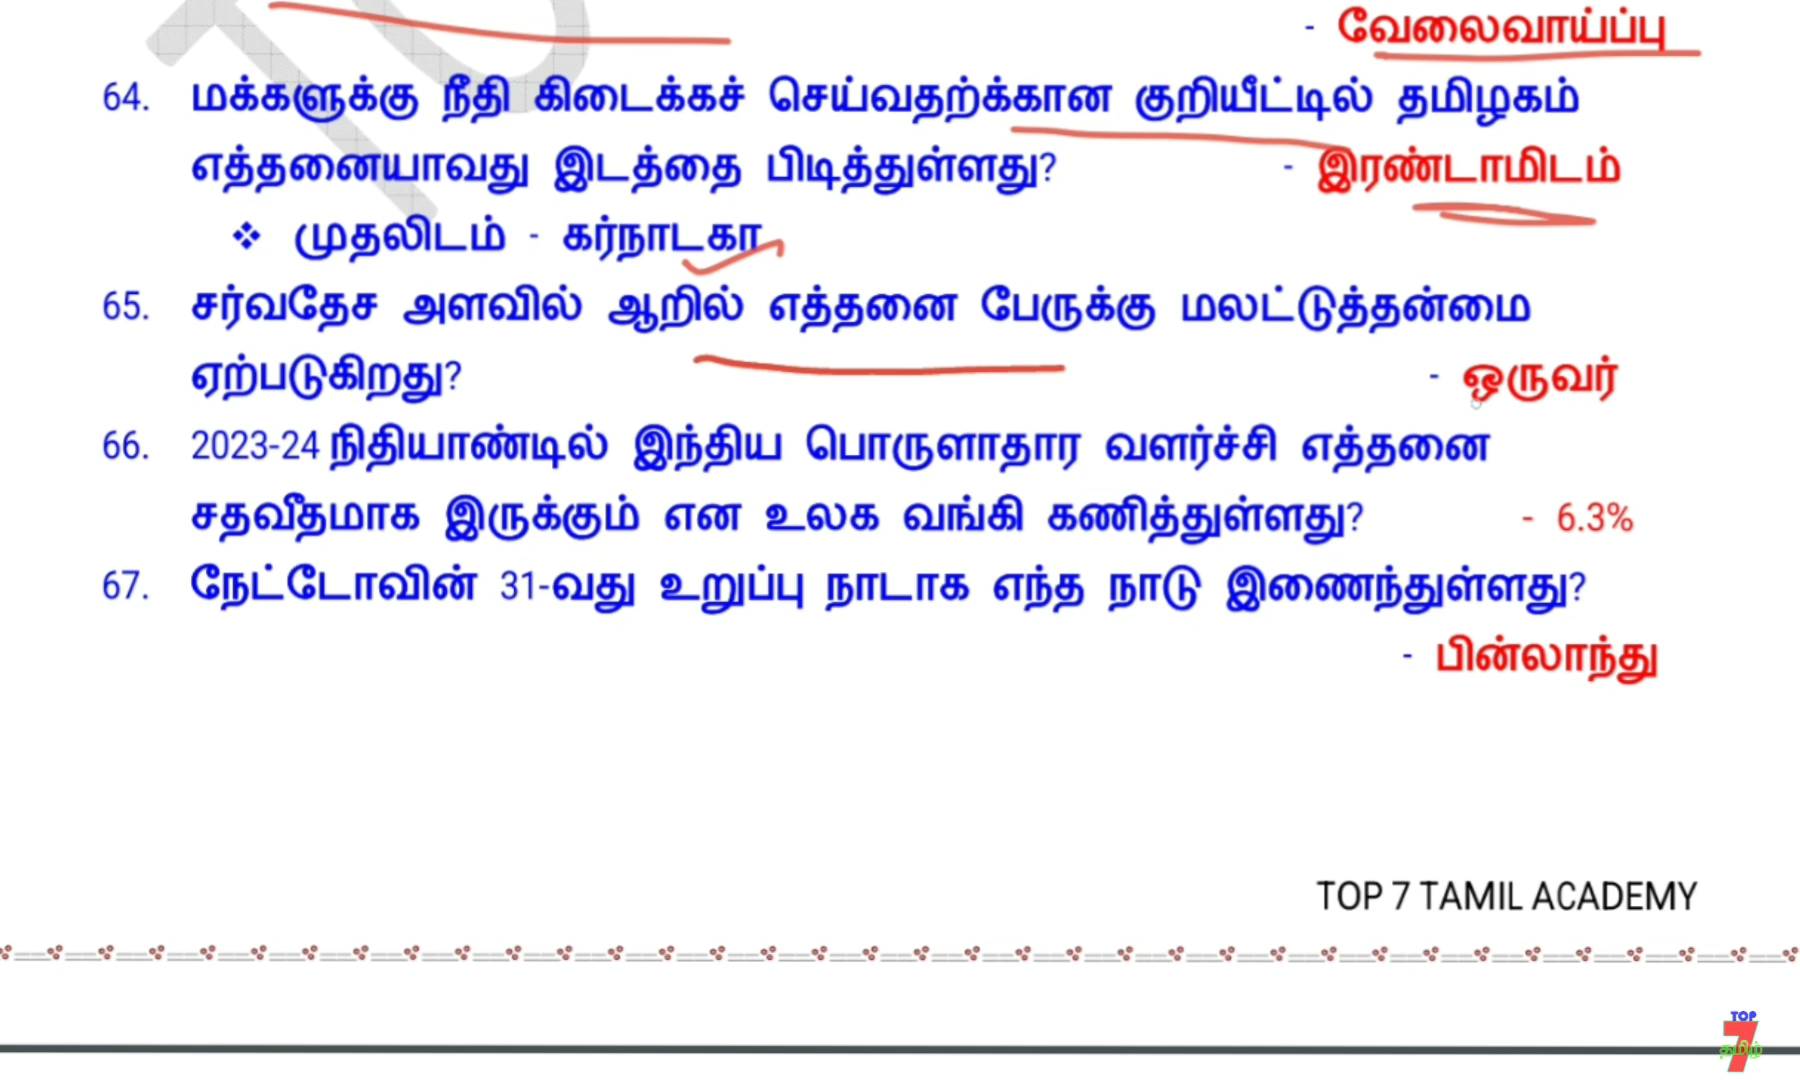 - வேலைவாய்ப்பு
64. மக்களுக்கு நீதி கிடைக்கச் செய்வதற்க்கான குறியீட்டில் தமிழகம்
எத்தனையாவது இடத்தை பிடித்துள்ளது? - இரண்டாமிடம்
❖ முதலிடம் - கர்நாடகா
65. சர்வதேச அளவில் ஆறில் எத்தனை பேருக்கு மலட்டுத்தன்மை
ஏற்படுகிறது? - ஒருவர்
66. 2023-24 நிதியாண்டில் இந்திய பொருளாதார வளர்ச்சி எத்தனை
சதவீதமாக இருக்கும் என உலக வங்கி கணித்துள்ளது? - 6.3%
67. நேட்டோவின் 31-வது உறுப்பு நாடாக எந்த நாடு இணைந்துள்ளது?
- பின்லாந்து
TOP 7 TAMIL ACADEMY
TOP
7
தமிழ்